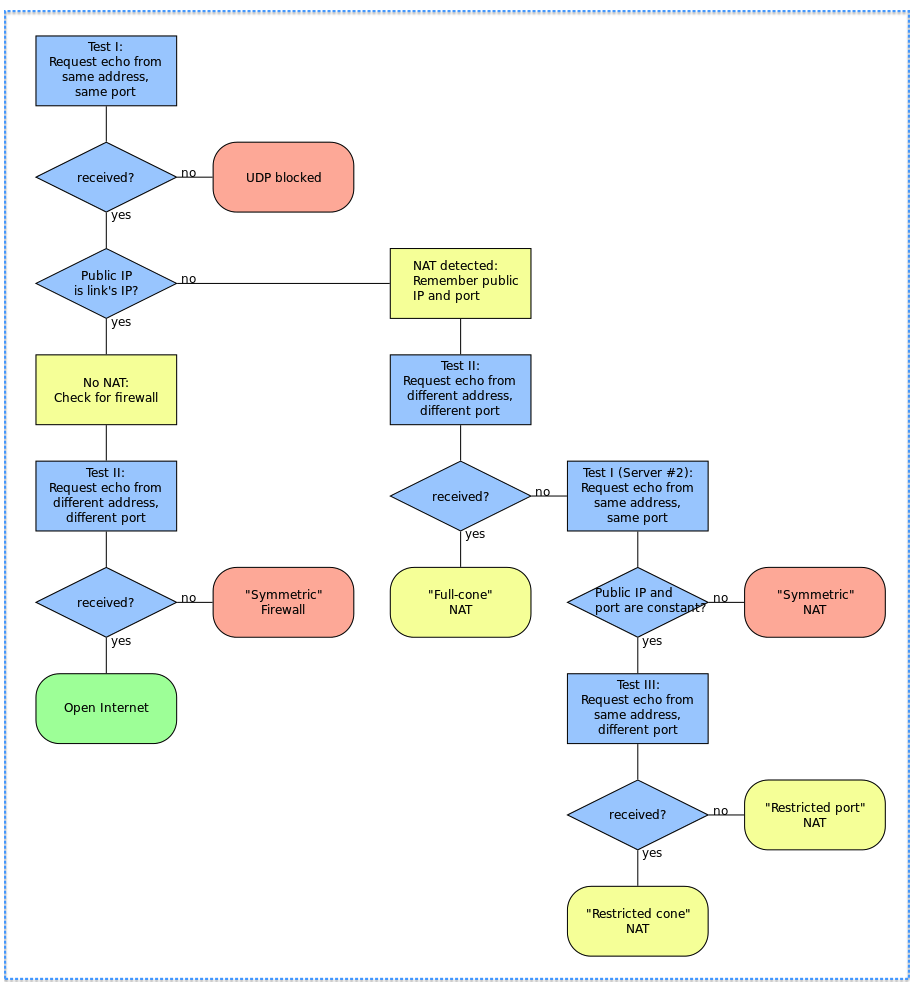 Test I:
Request echo from
same address,
same port
received?
no
UDP blocked
yes
Public IP
is link's IP?
no
NAT detected:
Remember public
IP and port
yes
No NAT:
Check for firewall
Test II:
Request echo from
different address,
different port
Test II:
Request echo from
different address,
different port
received?
no
Test I (Server #2):
Request echo from
same address,
same port
yes
received?
no
"Symmetric"
Firewall
yes
"Full-cone"
NAT
Public IP and
port are constant?
no
"Symmetric"
NAT
yes
Open Internet
Test III:
Request echo from
same address,
different port
received?
no
"Restricted port"
NAT
yes
"Restricted cone"
NAT